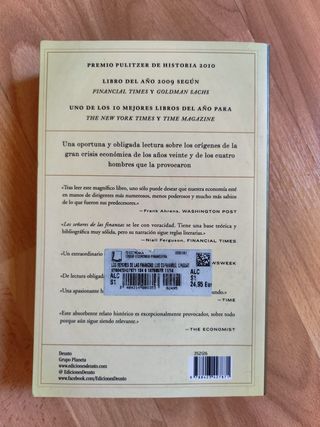 PREMIO PULITZER DE HISTORIA 2010
LIBRO DEL AÑO 2009 SEGÚN
FINANCIAL TIMES Y GOLDMAN SACHS
UNO DE LOS 10 MEJORES LIBROS DEL AÑO PARA
THE NEW YORK TIMES Y TIME MAGAZINE
Una oportuna y obligada lectura sobre los orígenes de la
gran crisis económica de los años veinte y de los cuatro
hombres que la provocaron
«Tras leer este magnífico libro, uno sólo puede desear que nuestra economía esté
en manos de dirigentes más numerosos, menos poderosos y mucho más sabios
de lo que fueron sus predecesores.»
—Frank Ahrens, WASHINGTON POST
«Los señores de las finanzas se lee con voracidad. Tiene una base teórica y
bibliográfica muy sólida, pero su narración sigue reglas literarias.»
—Niall Ferguson, FINANCIAL TIMES
«Un extraordinario
NEWSWEEK
«De lectura obligada
«Una apasionante h
—TIME
«Este absorbente relato histórico es excepcionalmente provocador, sobre todo
porque aún sigue siendo relevante.»
—THE ECONOMIST
ALC
S1
ALC
S1
24,95 Eur
Deusto
Grupo Planeta
www.edicionesdeusto.com
@EdicionesDeusto
www.facebook.com/EdicionesDeusto